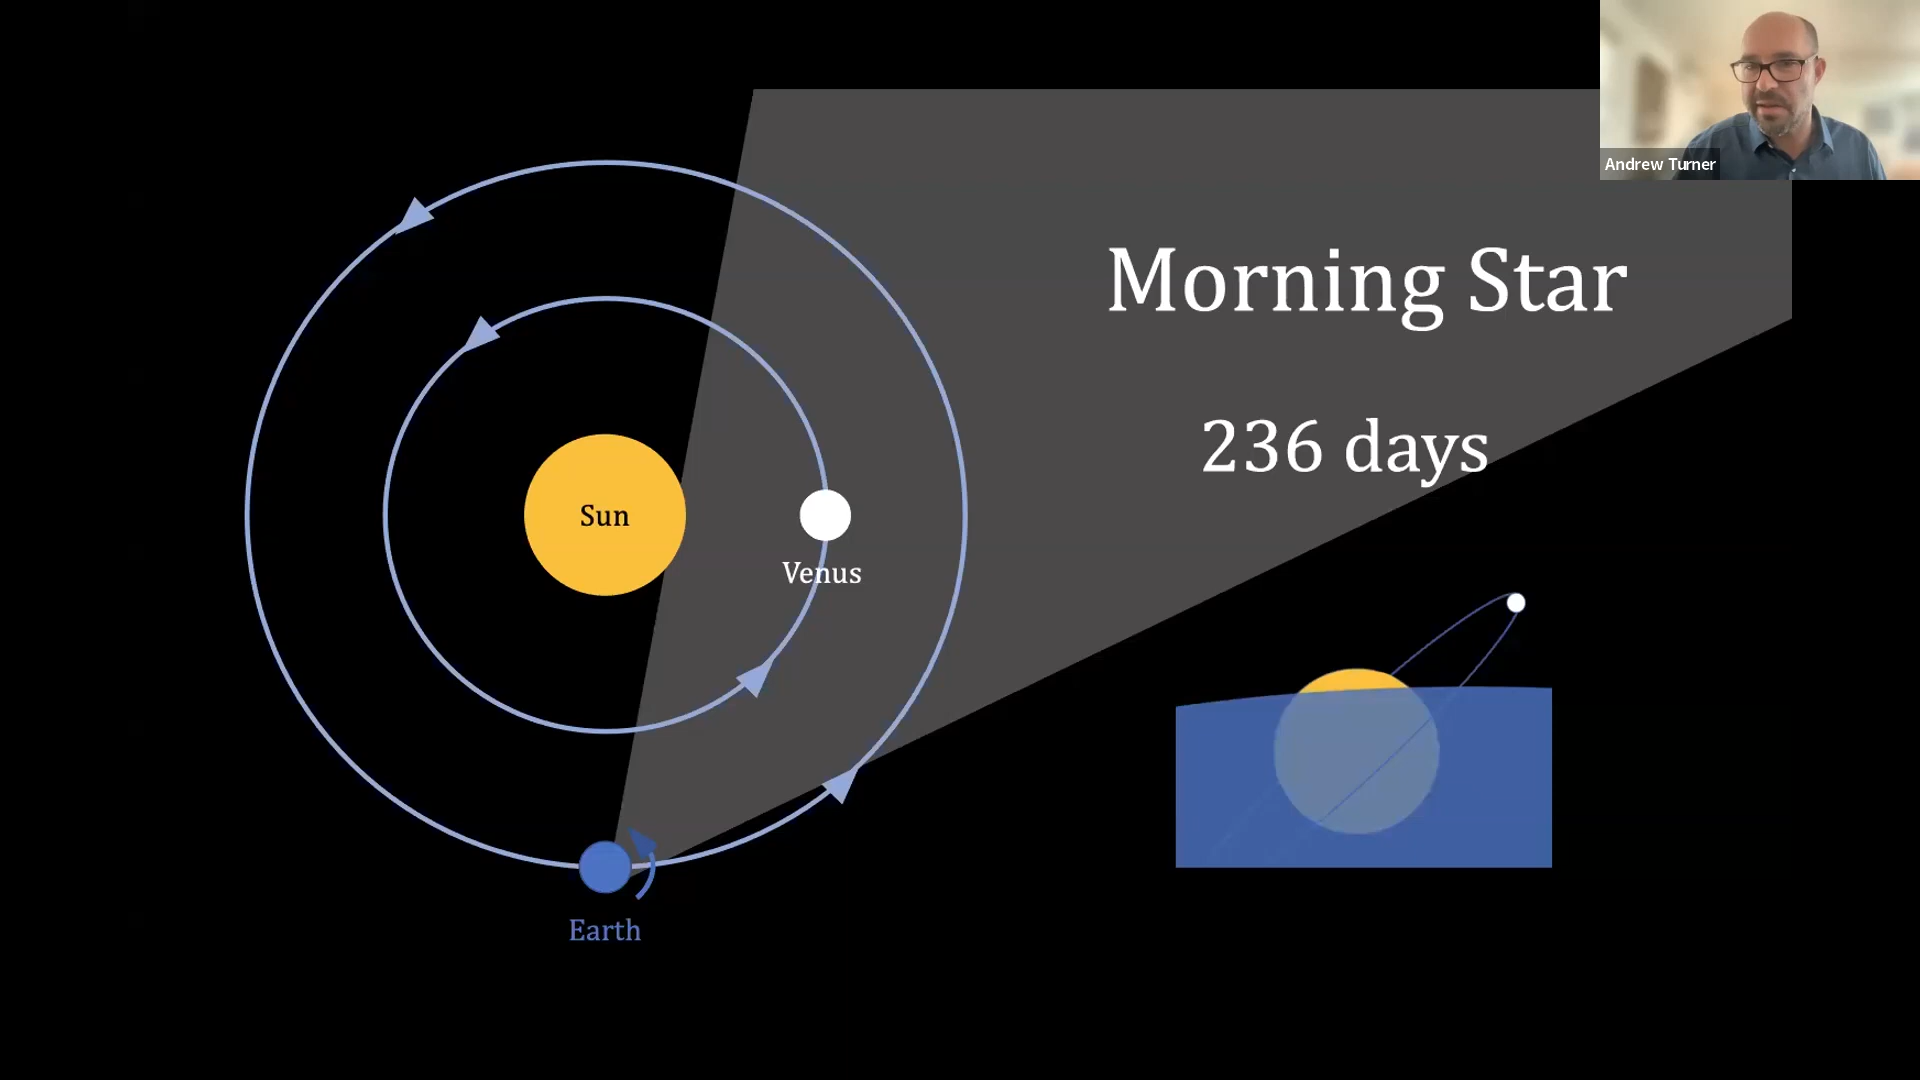 Andrew Turner
Morning Star
236 days
Sun
Venus
Earth